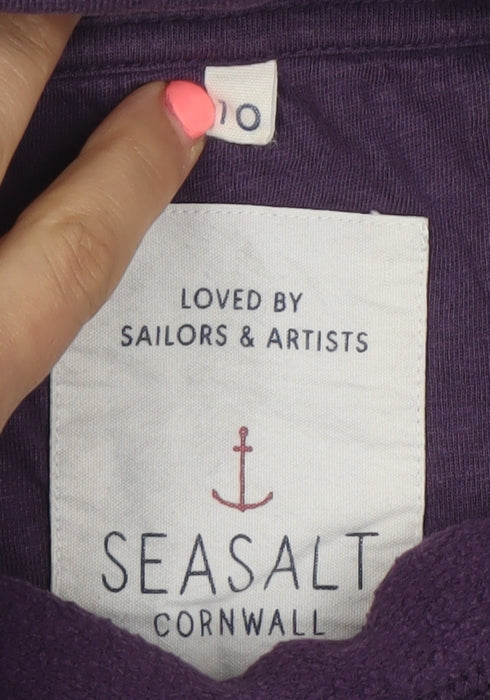 10
LOVED BY
SAILORS & ARTISTS
SEASALT
CORNWALL